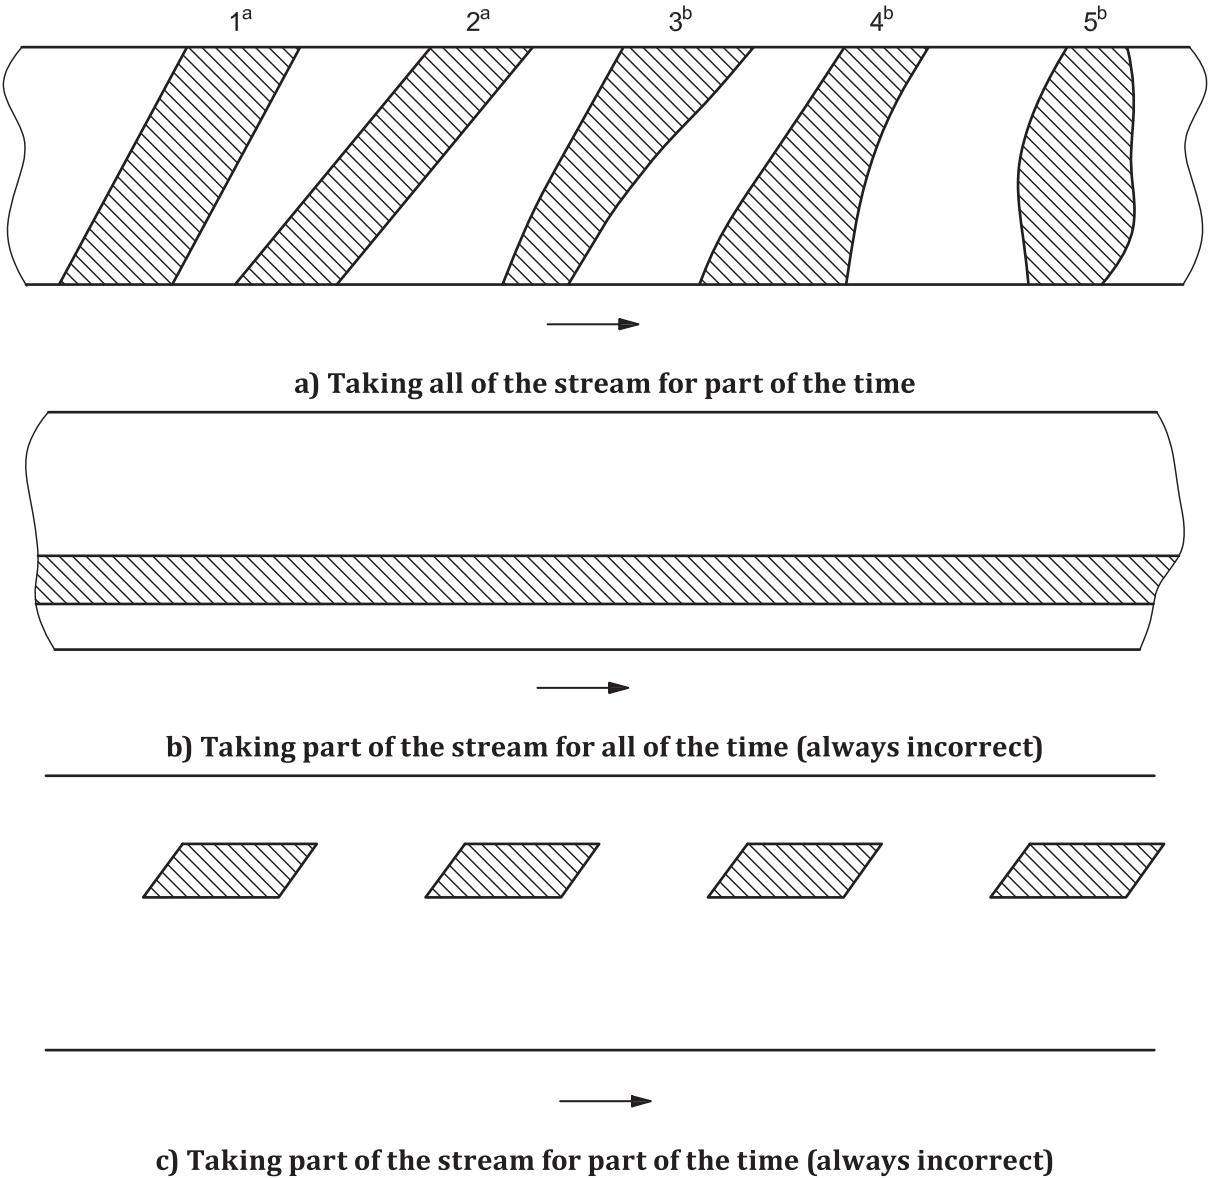 1a 2a 3b 4b 5b
a) Taking all of the stream for part of the time
b) Taking part of the stream for all of the time (always incorrect)
c) Taking part of the stream for part of the time (always incorrect)